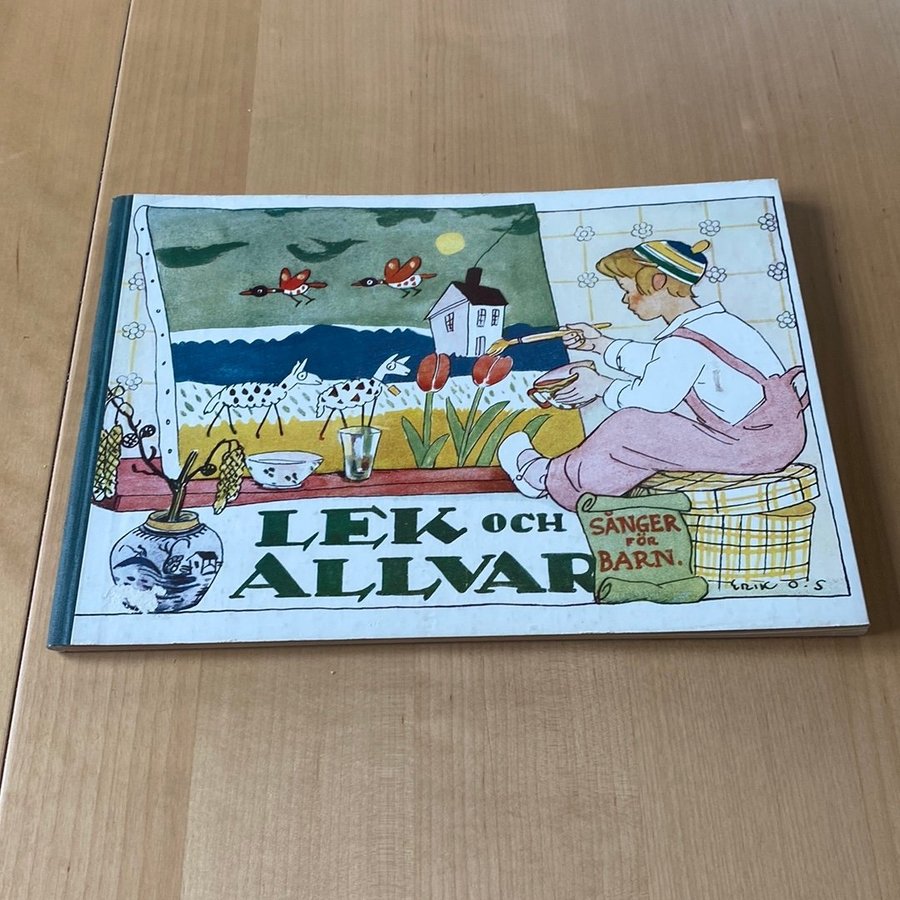 LEK OCH
ALLVAR
SÅNGER
FÖR
BARN.
ERIK O-S